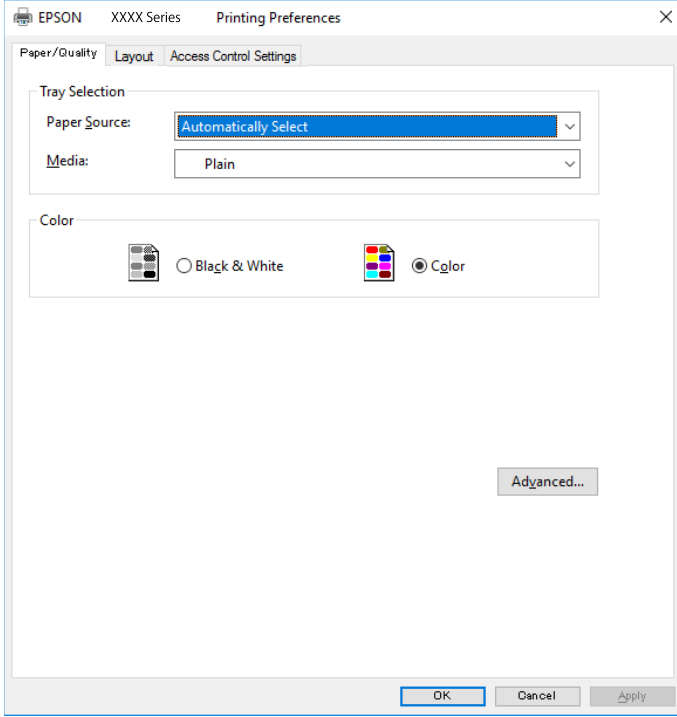 EPSON XXXX Series Printing Preferences
Paper/Quality Layout Access Control Settings
Tray Selection
Paper Source: Automatically Select
Media: Plain
Color
Black & White Color
Advanced...
OK Cancel Apply